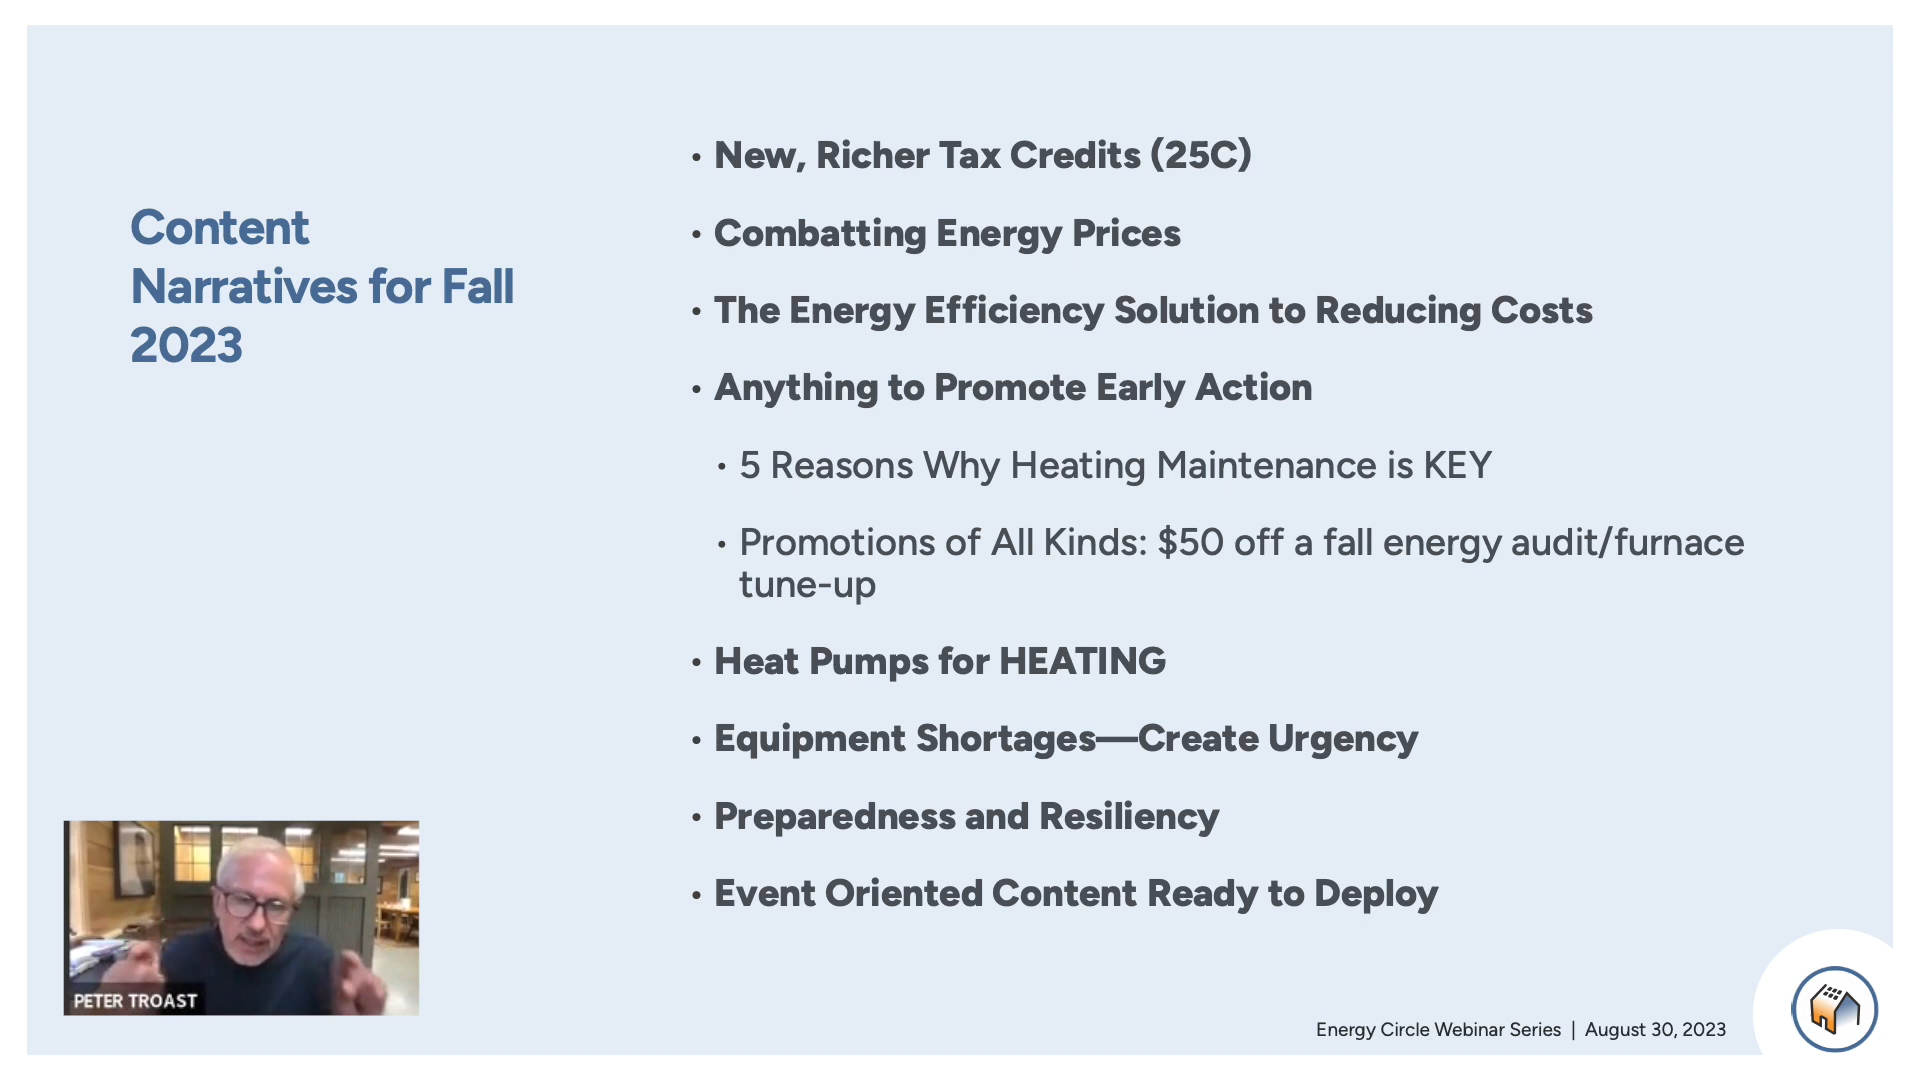 Content
Narratives for Fall
2023
• New, Richer Tax Credits (25C)
• Combatting Energy Prices
• The Energy Efficiency Solution to Reducing Costs
• Anything to Promote Early Action
• 5 Reasons Why Heating Maintenance is KEY
• Promotions of All Kinds: $50 off a fall energy audit/furnace
tune-up
• Heat Pumps for HEATING
• Equipment Shortages—Create Urgency
• Preparedness and Resiliency
• Event Oriented Content Ready to Deploy
PETER TROAST
Energy Circle Webinar Series | August 30, 2023